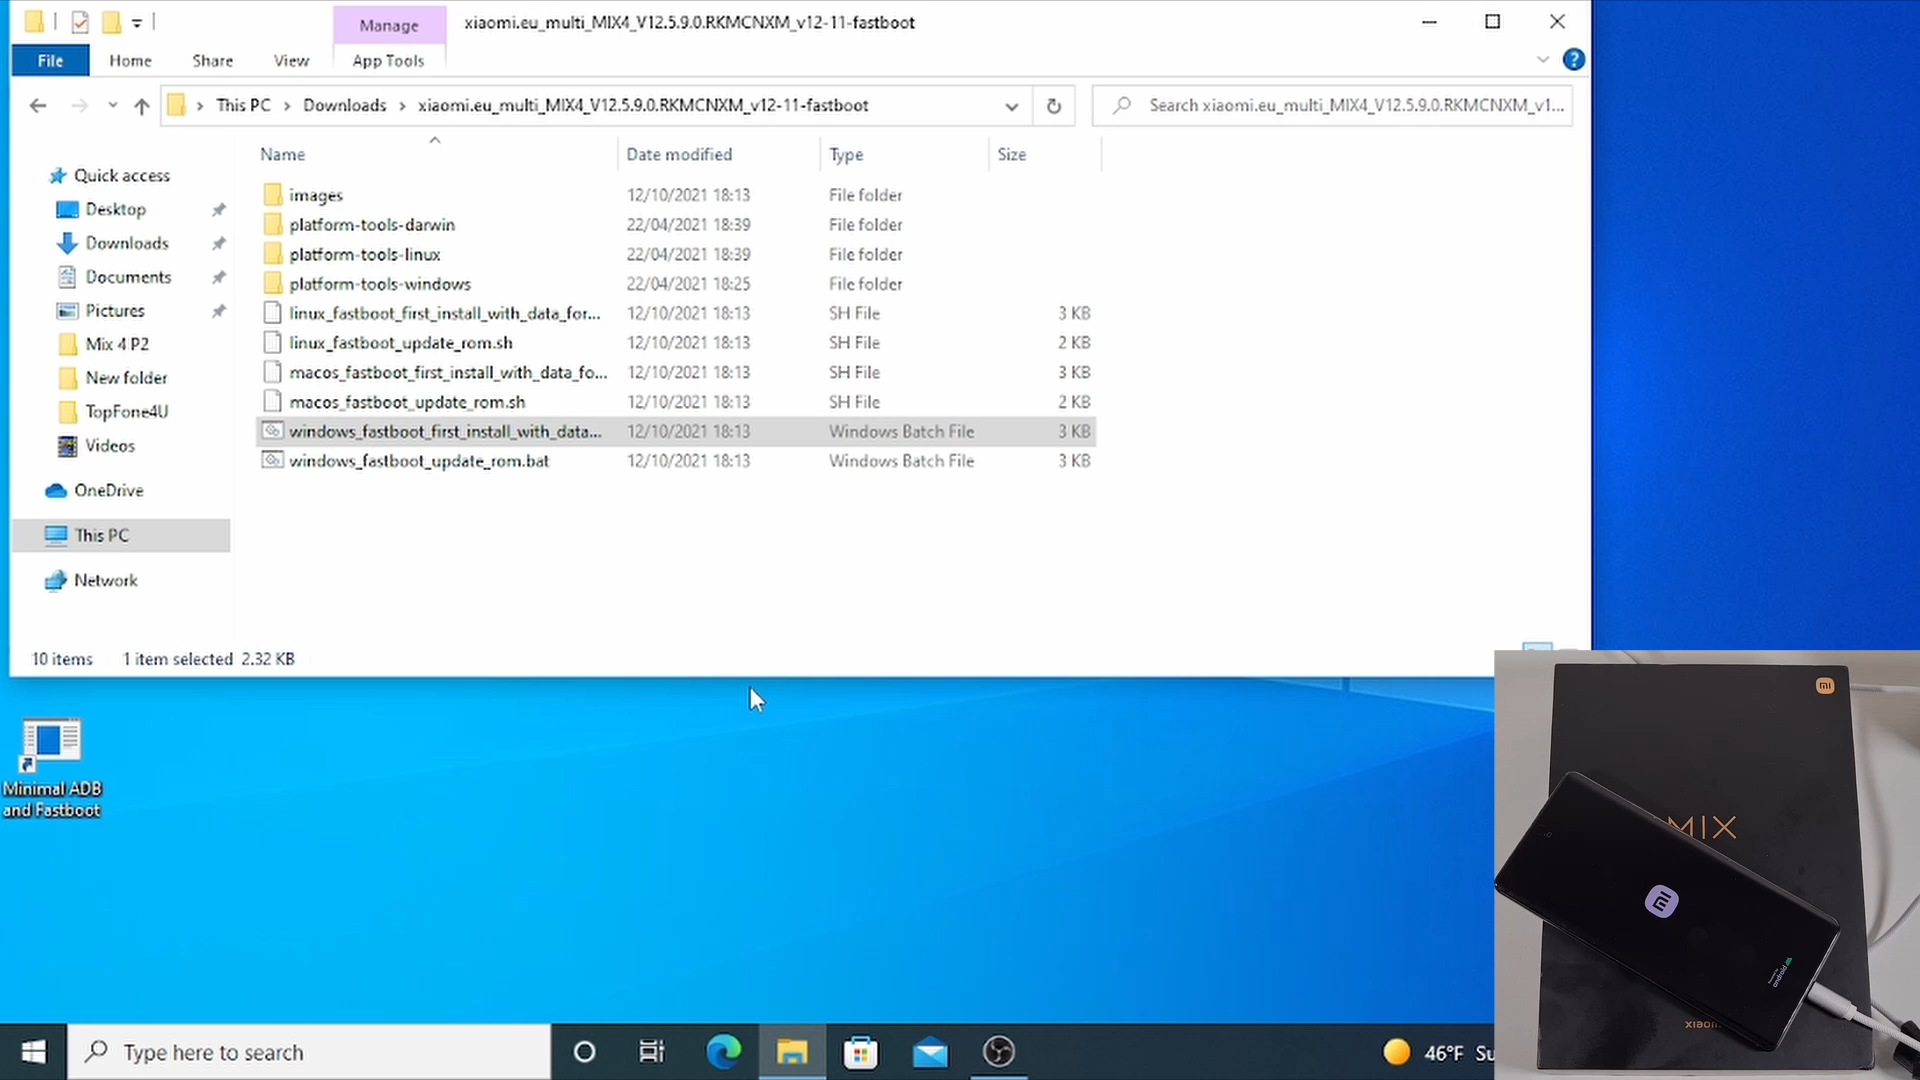 Manage
xiaomi.eu_multi_MIX4_V12.5.9.0.RKMCNXM_v12-11-fastboot
File
Home
Share
View
App Tools
This PC
Downloads
xiaomi.eu_multi_MIX4_V12.5.9.0.RKMCNXM_v12-11-fastboot
Search xiaomi.eu_multi_MIX4_V12.5.9.0.RKMCNXM_v1...
Name Date modified Type Size
images 12/10/2021 18:13 File folder
platform-tools-darwin 22/04/2021 18:39 File folder
platform-tools-linux 22/04/2021 18:39 File folder
platform-tools-windows 22/04/2021 18:25 File folder
linux_fastboot_first_install_with_data_for... 12/10/2021 18:13 SH File 3 KB
linux_fastboot_update_rom.sh 12/10/2021 18:13 SH File 2 KB
macos_fastboot_first_install_with_data_fo... 12/10/2021 18:13 SH File 3 KB
macos_fastboot_update_rom.sh 12/10/2021 18:13 SH File 2 KB
windows_fastboot_first_install_with_data... 12/10/2021 18:13 Windows Batch File 3 KB
windows_fastboot_update_rom.bat 12/10/2021 18:13 Windows Batch File 3 KB
Quick access
Desktop
Downloads
Documents
Pictures
Mix 4 P2
New folder
TopFone4U
Videos
OneDrive
This PC
Network
10 items 1 item selected 2.32 KB
Minimal ADB
and Fastboot
MIX
android
Type here to search
46°F Su